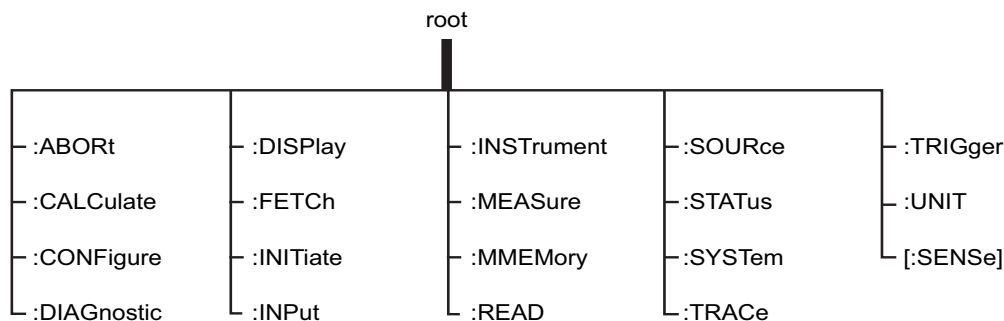 root
:ABORt
:CALCulate
:CONFigure
:DIAGnostic
:DISPlay
:FETCh
:INITiate
:INPut
:INSTrument
:MEASure
:MMEMory
:READ
:SOURce
:STATus
:SYSTem
:TRACe
:TRIGger
:UNIT
[:SENSe]